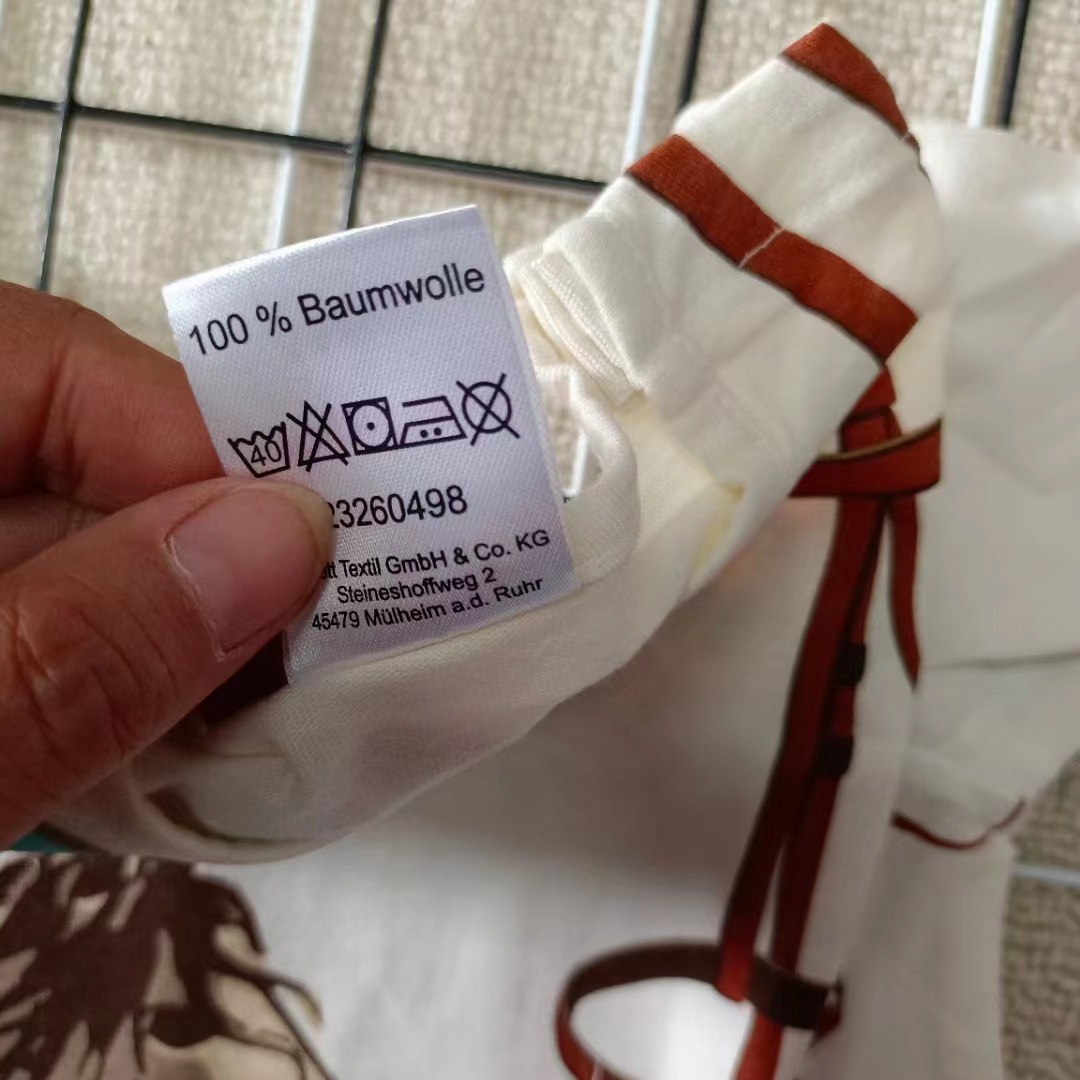 100 % Baumwolle
40
23260498
Textil GmbH & Co. KG
Steineshoffweg 2
45479 Mülheim a.d. Ruhr